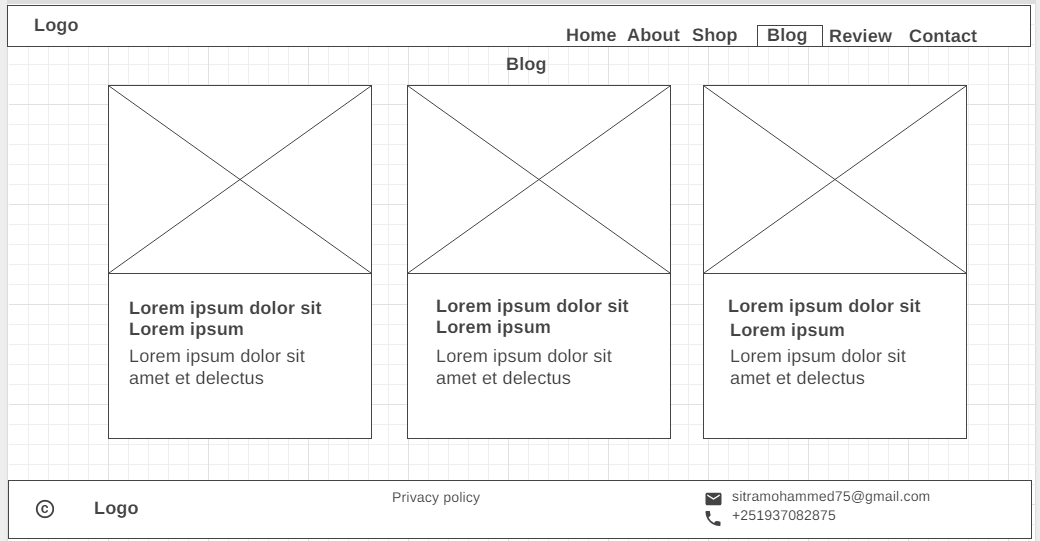 Logo
Home About Shop Blog Review Contact
Blog
Lorem ipsum dolor sit
Lorem ipsum
Lorem ipsum dolor sit
amet et delectus
Lorem ipsum dolor sit
Lorem ipsum
Lorem ipsum dolor sit
amet et delectus
Lorem ipsum dolor sit
Lorem ipsum
Lorem ipsum dolor sit
amet et delectus
© Logo
Privacy policy
sitramohammed75@gmail.com
+251937082875